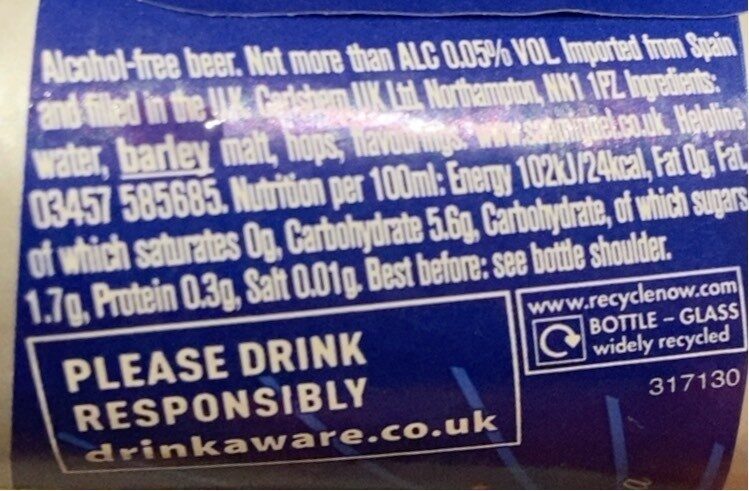 Alcohol-free beer. Not more than ALC 0.05% VOL. Imported from Spain
and filled in the U.K. Carlsberg UK Ltd, Northampton, NN1 1PZ. Ingredients:
water, barley malt, hops, flavourings. Helpline
03457 585685. Nutrition per 100ml: Energy 102kJ/24kcal, Fat 0g, Fat,
of which saturates 0g, Carbohydrate 5.6g, Carbohydrate, of which sugars
1.7g, Protein 0.3g, Salt 0.01g. Best before: see bottle shoulder.
PLEASE DRINK
RESPONSIBLY
drinkaware.co.uk
www.recyclenow.com
BOTTLE – GLASS
widely recycled
317130